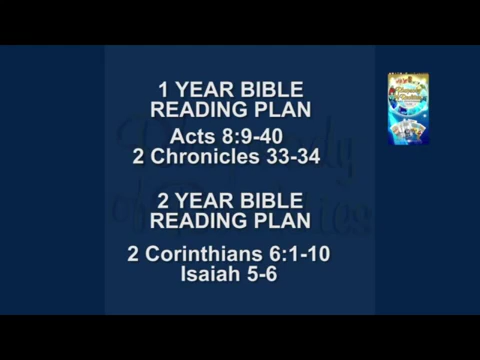 1 YEAR BIBLE
READING PLAN
Acts 8:9-40
2 Chronicles 33-34
2 YEAR BIBLE
READING PLAN
2 Corinthians 6:1-10
Isaiah 5-6